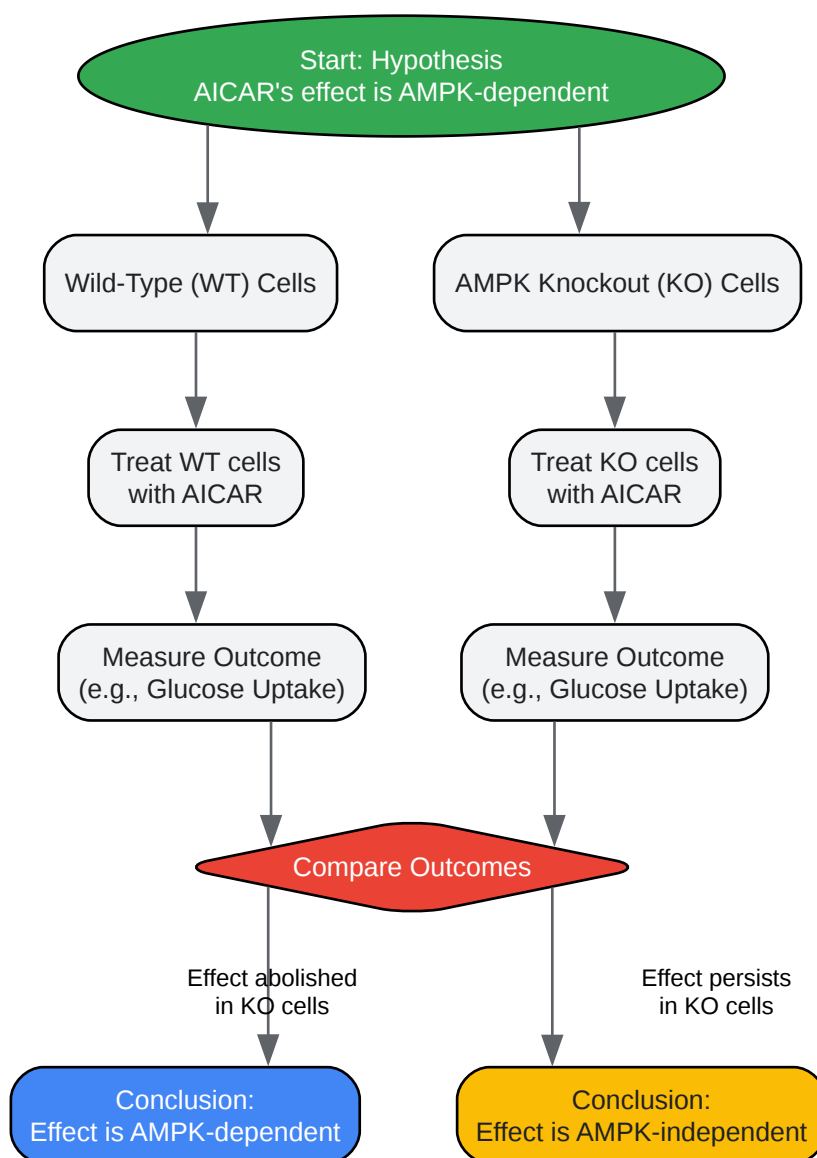 Start: Hypothesis
AICAR's effect is AMPK-dependent
Wild-Type (WT) Cells
AMPK Knockout (KO) Cells
Treat WT cells
with AICAR
Treat KO cells
with AICAR
Measure Outcome
(e.g., Glucose Uptake)
Measure Outcome
(e.g., Glucose Uptake)
Compare Outcomes
Effect abolished
in KO cells
Effect persists
in KO cells
Conclusion:
Effect is AMPK-dependent
Conclusion:
Effect is AMPK-independent